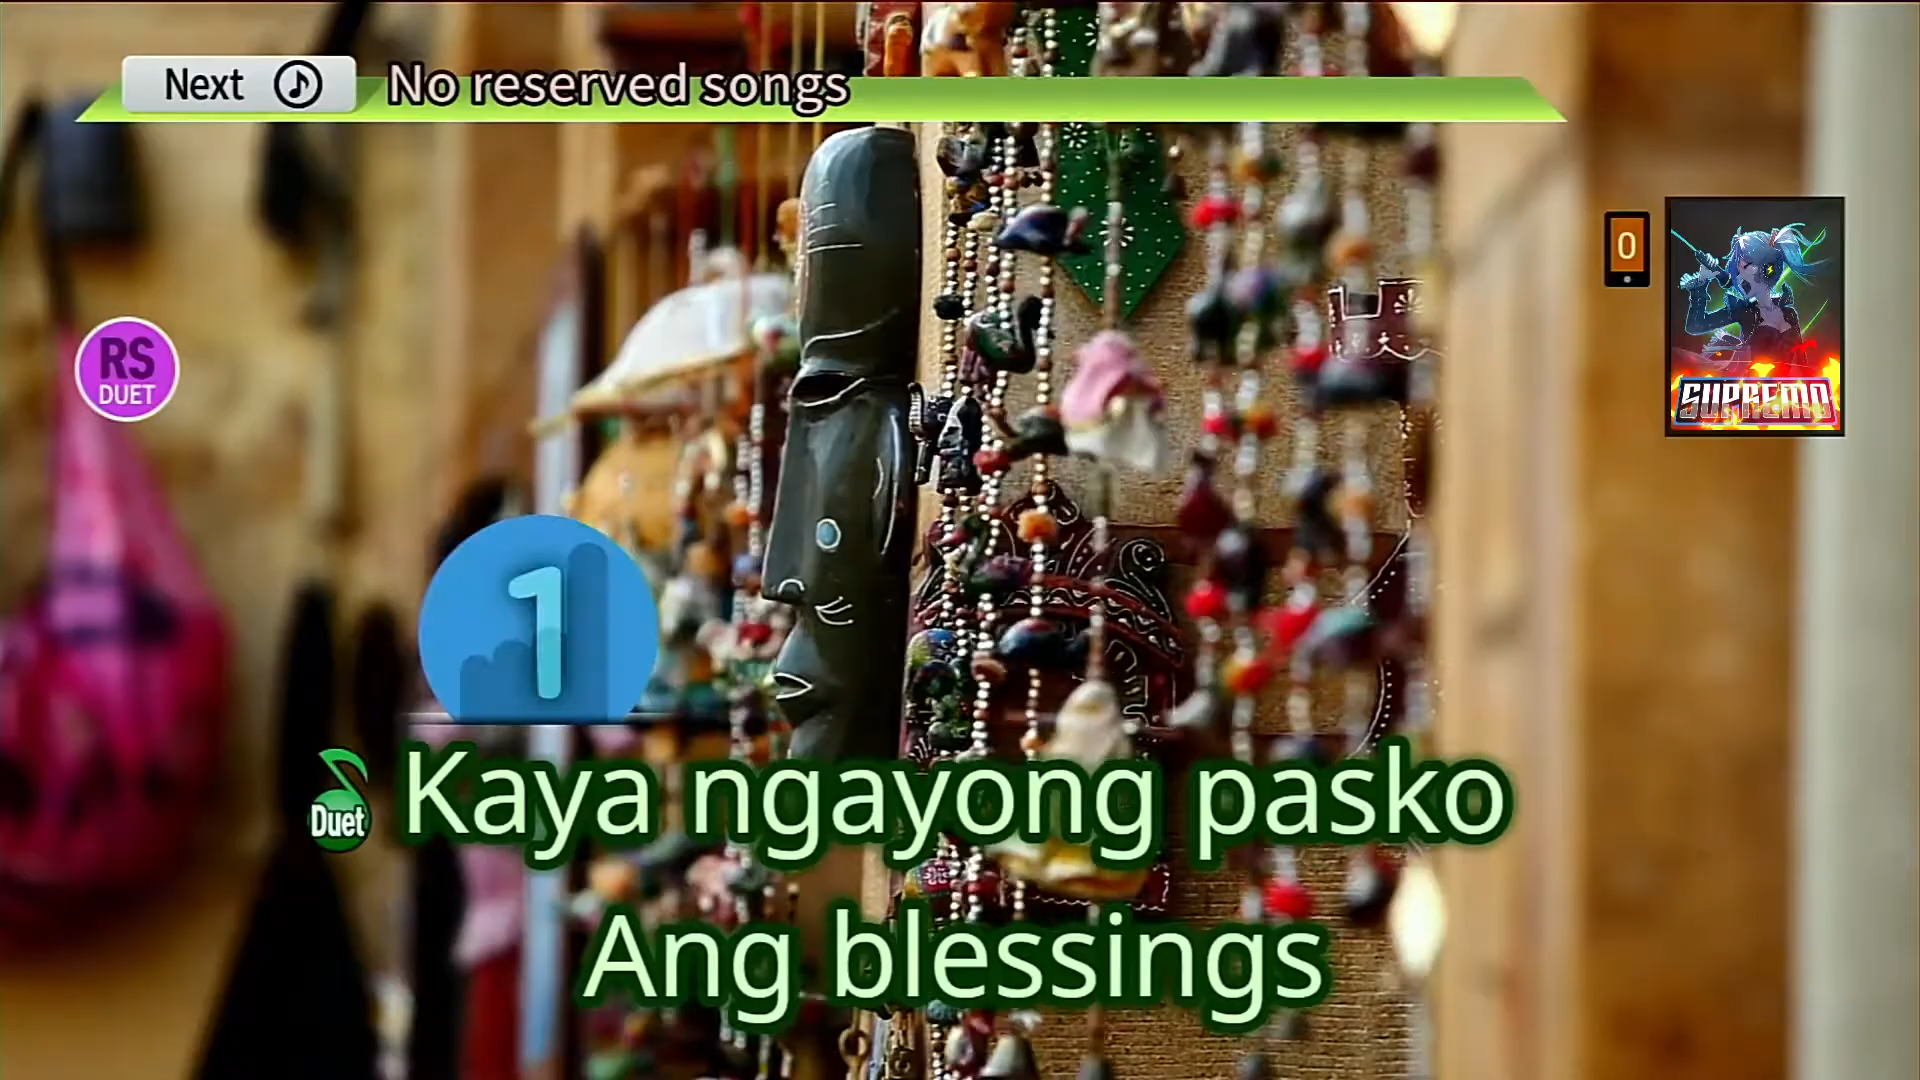 Next
No reserved songs
0
RS
DUET
SUPREMO
1
Duet
Kaya ngayong pasko
Ang blessings